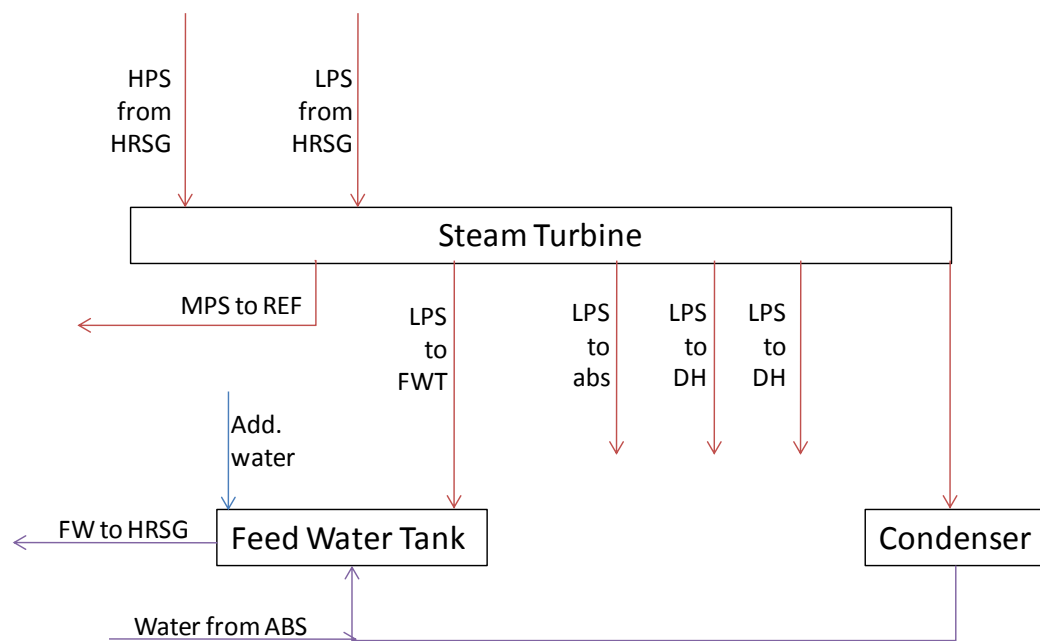 HPS
from
HRSG
LPS
from
HRSG
Steam Turbine
MPS to REF
LPS
to
FWT
LPS
to
abs
LPS
to
DH
LPS
to
DH
Add.
water
FW to HRSG
Feed Water Tank
Condenser
Water from ABS